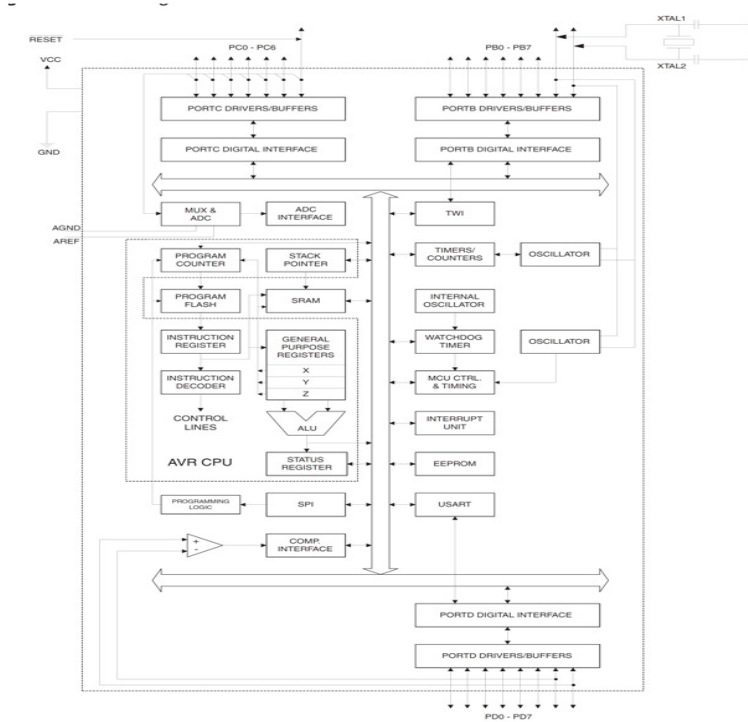 XTAL1
RESET
PC0 - PC6
PB0 - PB7
VCC
XTAL2
PORTC DRIVERS/BUFFERS
PORTB DRIVERS/BUFFERS
GND
PORTC DIGITAL INTERFACE
PORTB DIGITAL INTERFACE
MUX &
ADC
ADC
INTERFACE
TWI
AGND
AREF
PROGRAM
COUNTER
STACK
POINTER
TIMERS/
COUNTERS
OSCILLATOR
PROGRAM
FLASH
SRAM
INTERNAL
OSCILLATOR
INSTRUCTION
REGISTER
GENERAL
PURPOSE
REGISTERS
WATCHDOG
TIMER
OSCILLATOR
X
INSTRUCTION
DECODER
Y
MCU CTRL.
& TIMING
Z
CONTROL
LINES
INTERRUPT
UNIT
ALU
AVR CPU
STATUS
REGISTER
EEPROM
PROGRAMMING
LOGIC
SPI
USART
+
-
COMP.
INTERFACE
PORTD DIGITAL INTERFACE
PORTD DRIVERS/BUFFERS
PD0 - PD7